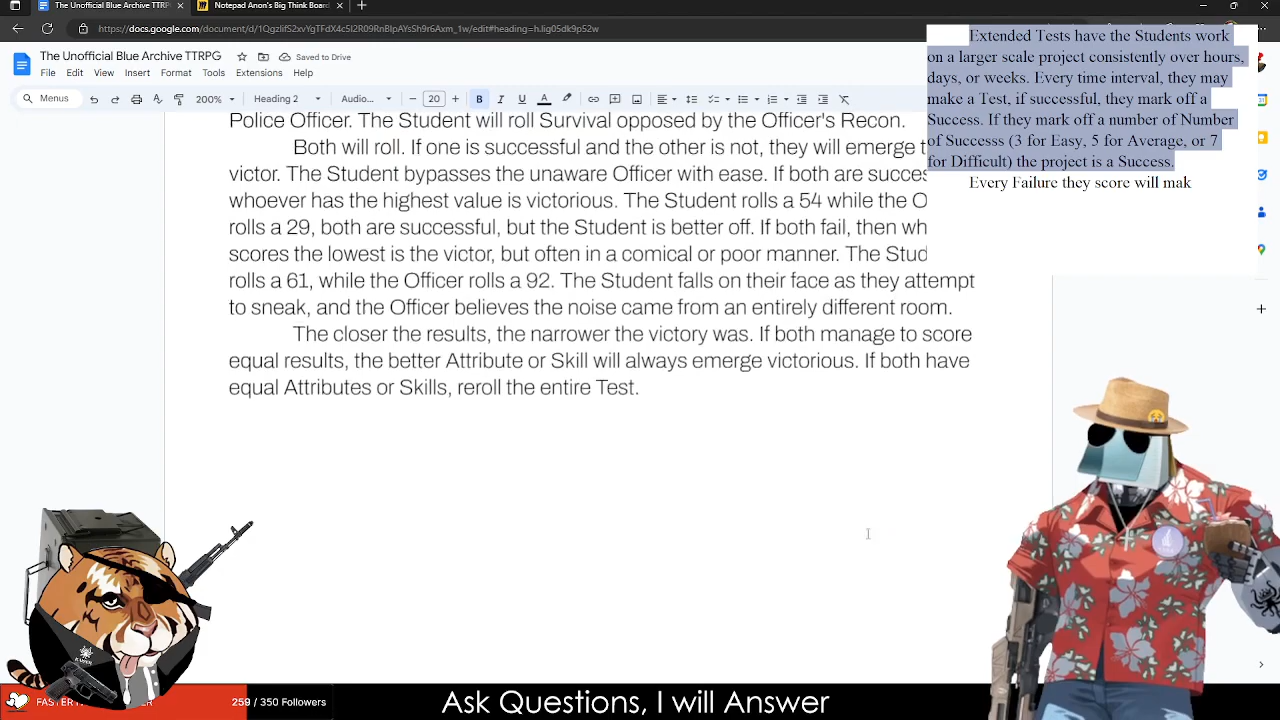 The Unofficial Blue Archive TTRPG
Notepad Anon's Big Think Board
The Unofficial Blue Archive TTRPG
Saved to Drive
File Edit View Insert Format Tools Extensions Help
Menus
200%
Heading 2
Audio...
20
B I U A
Police Officer. The Student will roll Survival opposed by the Officer's Recon.
Both will roll. If one is successful and the other is not, they will emerge t
victor. The Student bypasses the unaware Officer with ease. If both are succes
whoever has the highest value is victorious. The Student rolls a 54 while the O
rolls a 29, both are successful, but the Student is better off. If both fail, then wh
scores the lowest is the victor, but often in a comical or poor manner. The Stud
rolls a 61, while the Officer rolls a 92. The Student falls on their face as they attempt
to sneak, and the Officer believes the noise came from an entirely different room.
The closer the results, the narrower the victory was. If both manage to score
equal results, the better Attribute or Skill will always emerge victorious. If both have
equal Attributes or Skills, reroll the entire Test.
Extended Tests have the Students work
on a larger scale project consistently over hours,
days, or weeks. Every time interval, they may
make a Test, if successful, they mark off a
Success. If they mark off a number of Number
of Successs (3 for Easy, 5 for Average, or 7
for Difficult) the project is a Success.
Every Failure they score will mak
259 / 350 Followers
Ask Questions, I will Answer